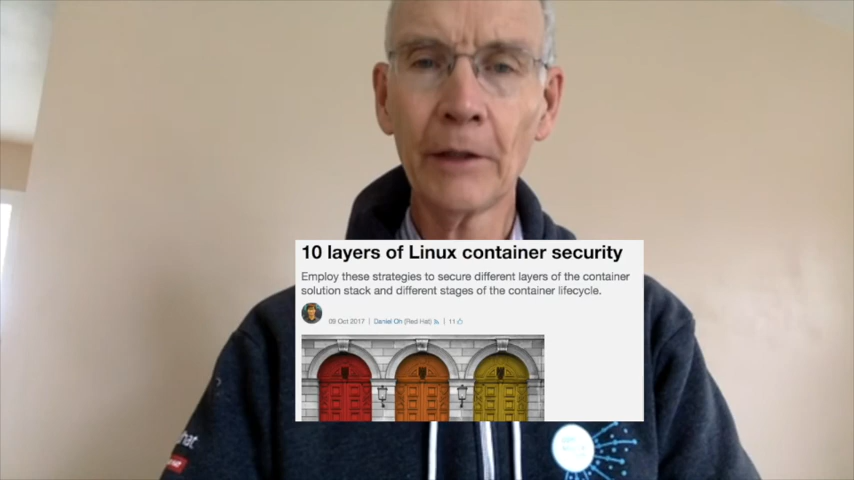 10 layers of Linux container security
Employ these strategies to secure different layers of the container
solution stack and different stages of the container lifecycle.
09 Oct 2017 | Daniel Oh (Red Hat) | 11
hat